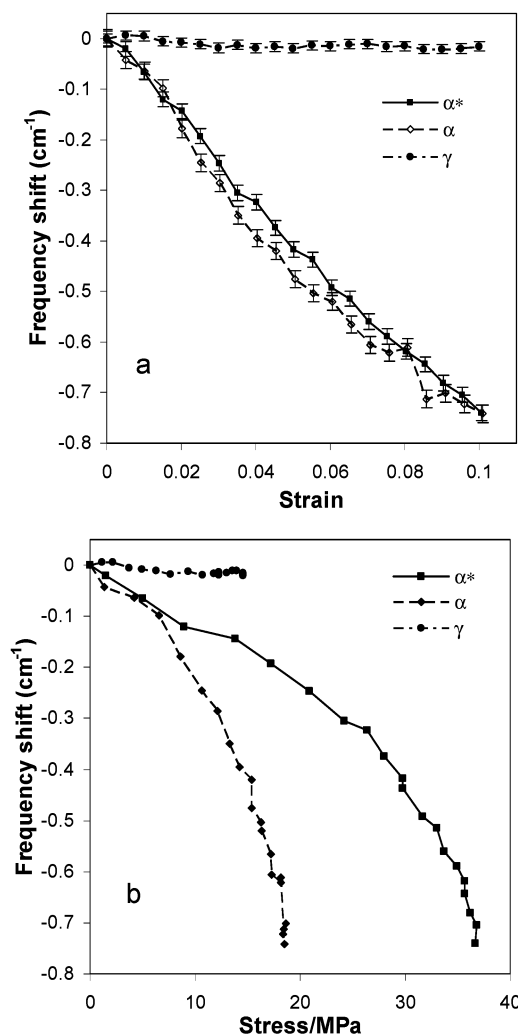 0
-0.1
-0.2
-0.3
-0.4
-0.5
-0.6
-0.7
-0.8
Frequency shift (cm-1)
α*
α
γ
a
0 0.02 0.04 0.06 0.08 0.1
Strain
0
-0.1
-0.2
-0.3
-0.4
-0.5
-0.6
-0.7
-0.8
Frequency shift (cm-1)
α*
α
γ
b
0 10 20 30 40
Stress/MPa